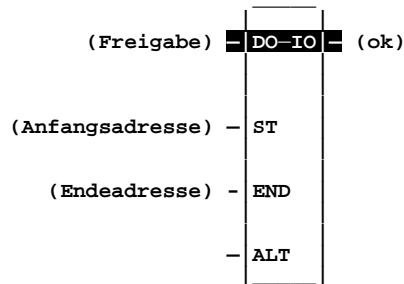 (Freigabe) DO-IO (ok)
(Anfangsadresse) ST
(Endeadresse) END
ALT